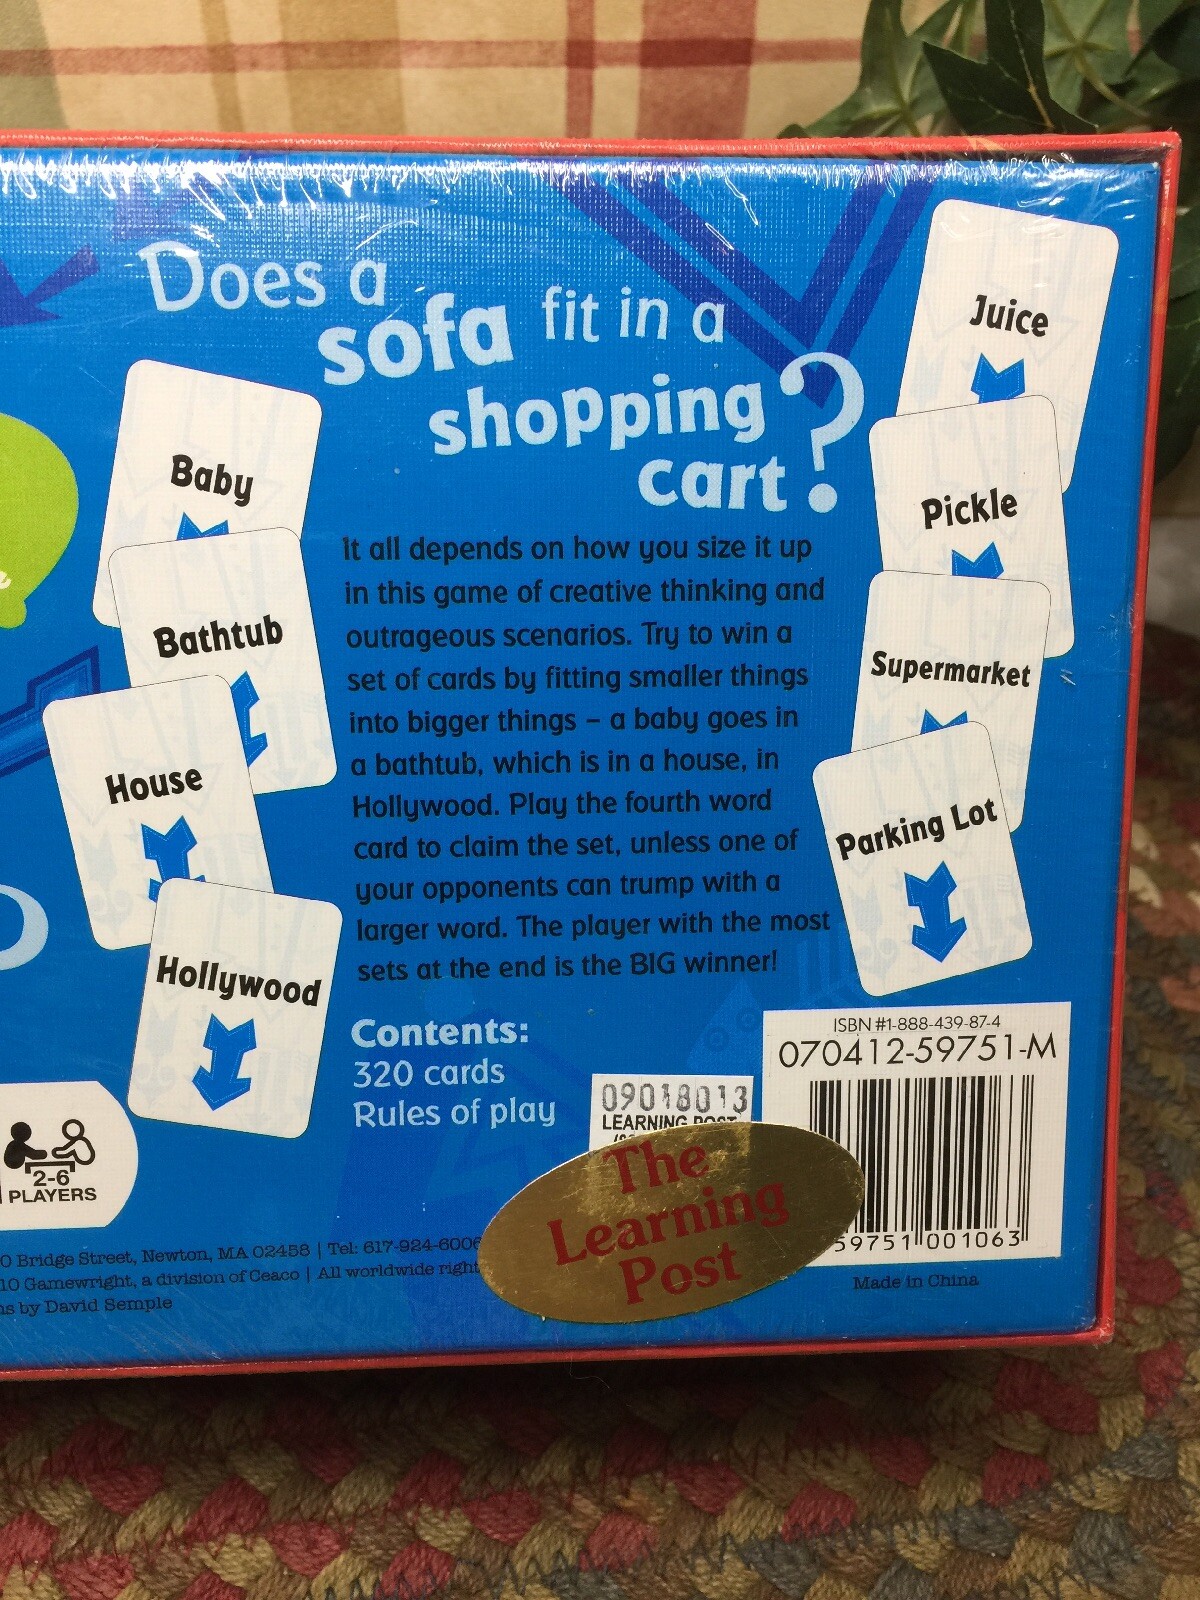 Does a
sofa fit in a
shopping
cart?
Baby
Bathtub
House
Hollywood
It all depends on how you size it up
in this game of creative thinking and
outrageous scenarios. Try to win a
set of cards by fitting smaller things
into bigger things – a baby goes in
a bathtub, which is in a house, in
Hollywood. Play the fourth word
card to claim the set, unless one of
your opponents can trump with a
larger word. The player with the most
sets at the end is the BIG winner!
Juice
Pickle
Supermarket
Parking Lot
Contents:
320 cards
Rules of play
2-6
PLAYERS
ISBN #1-888-439-87-4
070412-59751-M
59751 001063
Made in China
09018013
LEARNING POST
The
Learning
Post
0 Bridge Street, Newton, MA 02458 | Tel: 617-924-6006
10 Gamewright, a division of Ceaco | All worldwide right
ns by David Semple